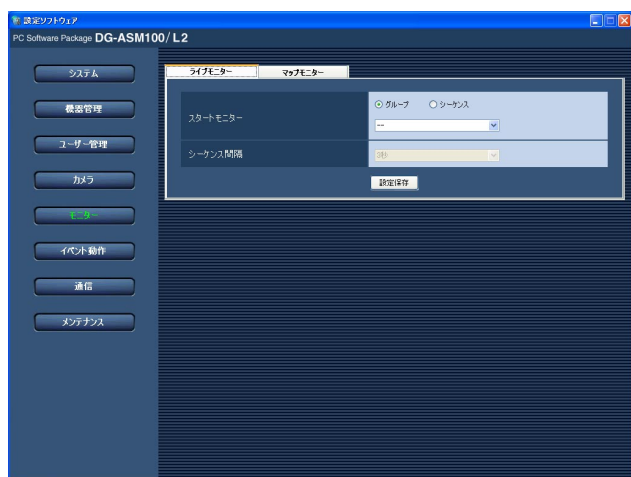 設定ソフトウェア
PC Software Package DG-ASM100/L2
システム
機器管理
ユーザー管理
カメラ
モニター
イベント動作
通信
メンテナンス
ライブモニター マップモニター
スタートモニター
グループ シーケンス
--
シーケンス間隔
設定保存